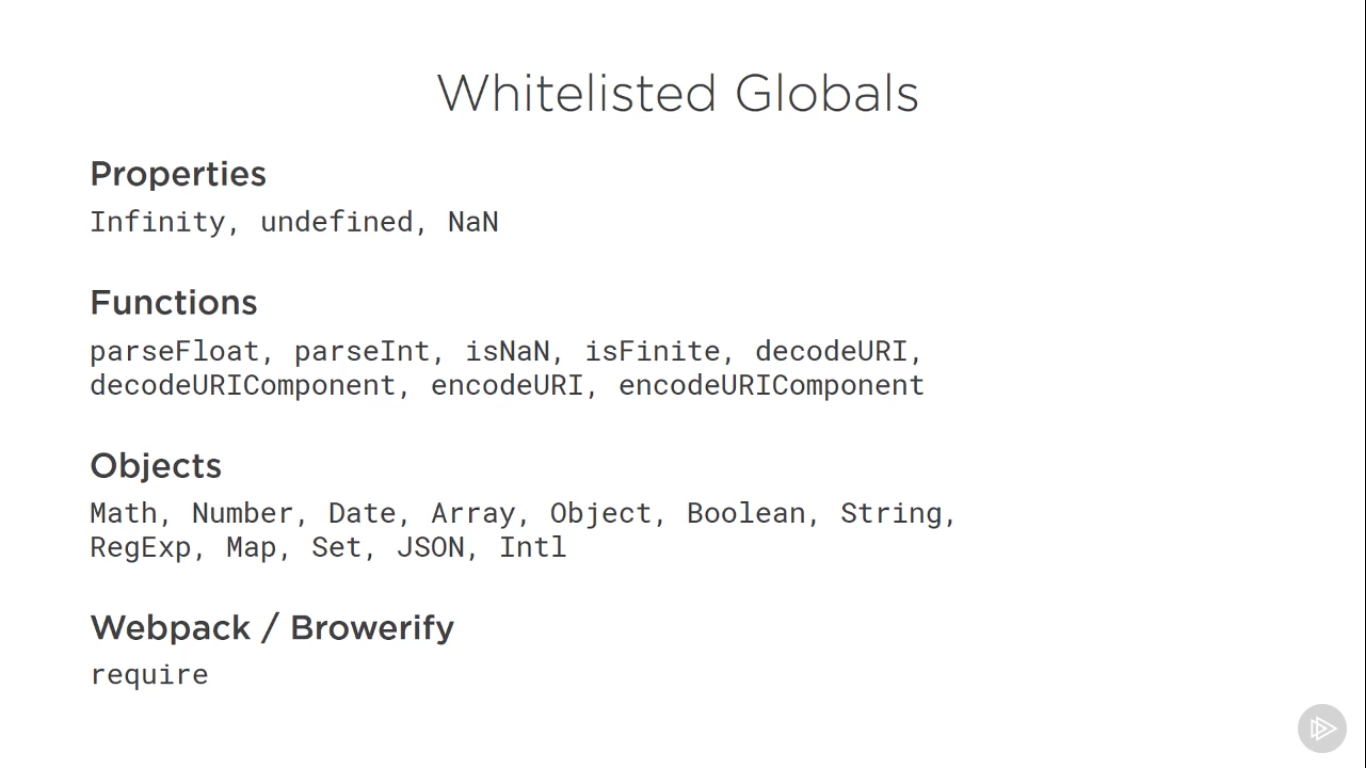 Whitelisted Globals
Properties
Infinity, undefined, NaN
Functions
parseFloat, parseInt, isNaN, isFinite, decodeURI,
decodeURIComponent, encodeURI, encodeURIComponent
Objects
Math, Number, Date, Array, Object, Boolean, String,
RegExp, Map, Set, JSON, Intl
Webpack / Browerify
require